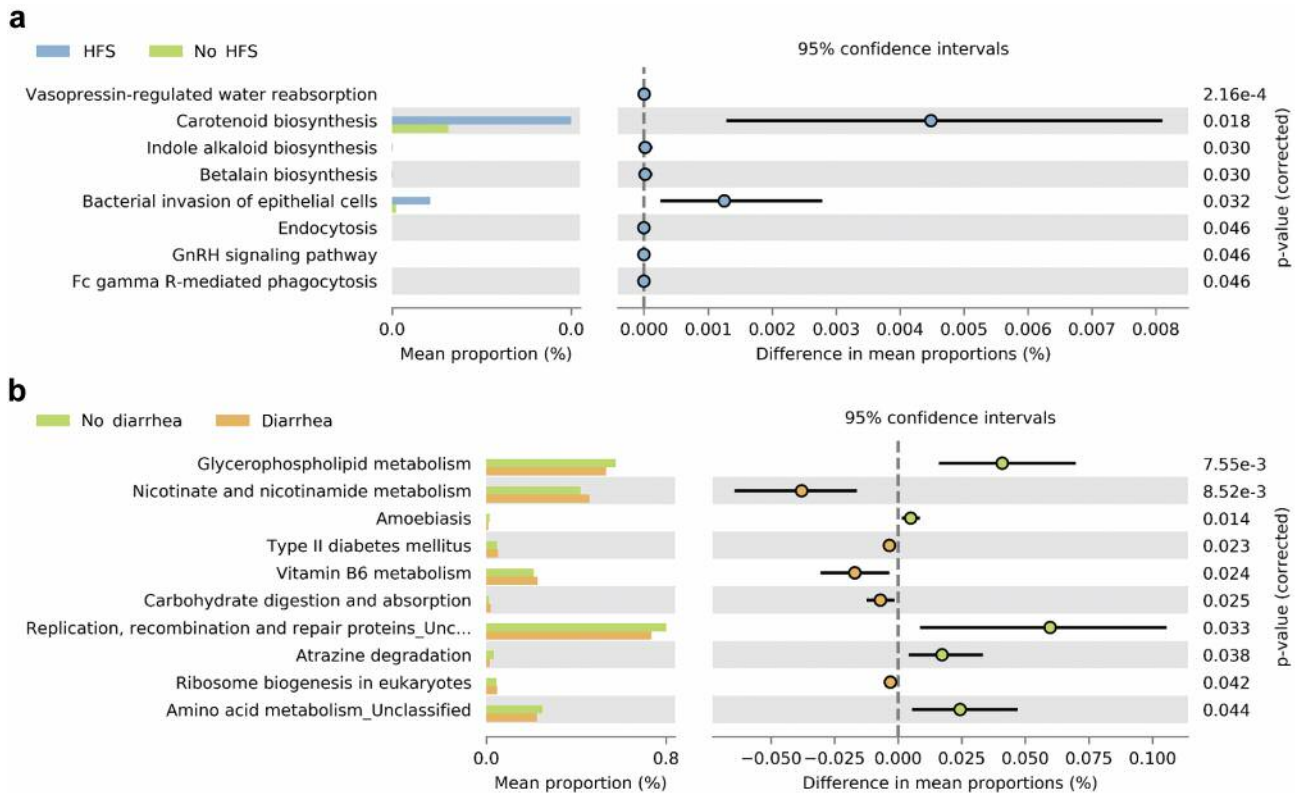 a
HFS No HFS
95% confidence intervals
Vasopressin-regulated water reabsorption 2.16e-4
Carotenoid biosynthesis 0.018
Indole alkaloid biosynthesis 0.030
Betalain biosynthesis 0.030
Bacterial invasion of epithelial cells 0.032
Endocytosis 0.046
GnRH signaling pathway 0.046
Fc gamma R-mediated phagocytosis 0.046
p-value (corrected)
0.0 0.0 0.000 0.001 0.002 0.003 0.004 0.005 0.006 0.007 0.008
Mean proportion (%) Difference in mean proportions (%)
b
No diarrhea Diarrhea
95% confidence intervals
Glycerophospholipid metabolism 7.55e-3
Nicotinate and nicotinamide metabolism 8.52e-3
Amoebiasis 0.014
Type II diabetes mellitus 0.023
Vitamin B6 metabolism 0.024
Carbohydrate digestion and absorption 0.025
Replication, recombination and repair proteins_Unc... 0.033
Atrazine degradation 0.038
Ribosome biogenesis in eukaryotes 0.042
Amino acid metabolism_Unclassified 0.044
p-value (corrected)
0.0 0.8 −0.050 −0.025 0.000 0.025 0.050 0.075 0.100
Mean proportion (%) Difference in mean proportions (%)